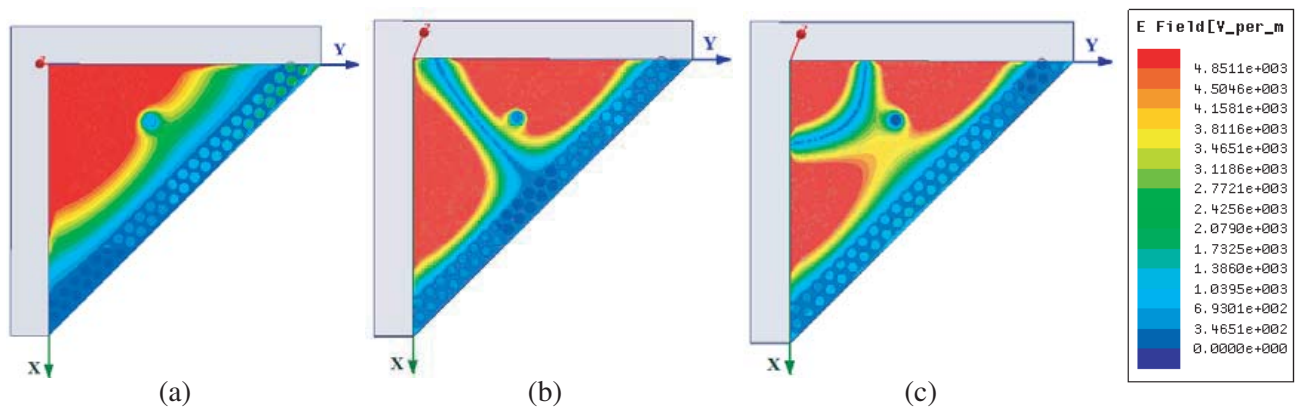 Y
X
(a)
Y
X
(b)
Y
X
(c)
E Field[V_per_m
4.8511e+003
4.5046e+003
4.1581e+003
3.8116e+003
3.4651e+003
3.1186e+003
2.7721e+003
2.4256e+003
2.0790e+003
1.7325e+003
1.3860e+003
1.0395e+003
6.9301e+002
3.4651e+002
0.0000e+000